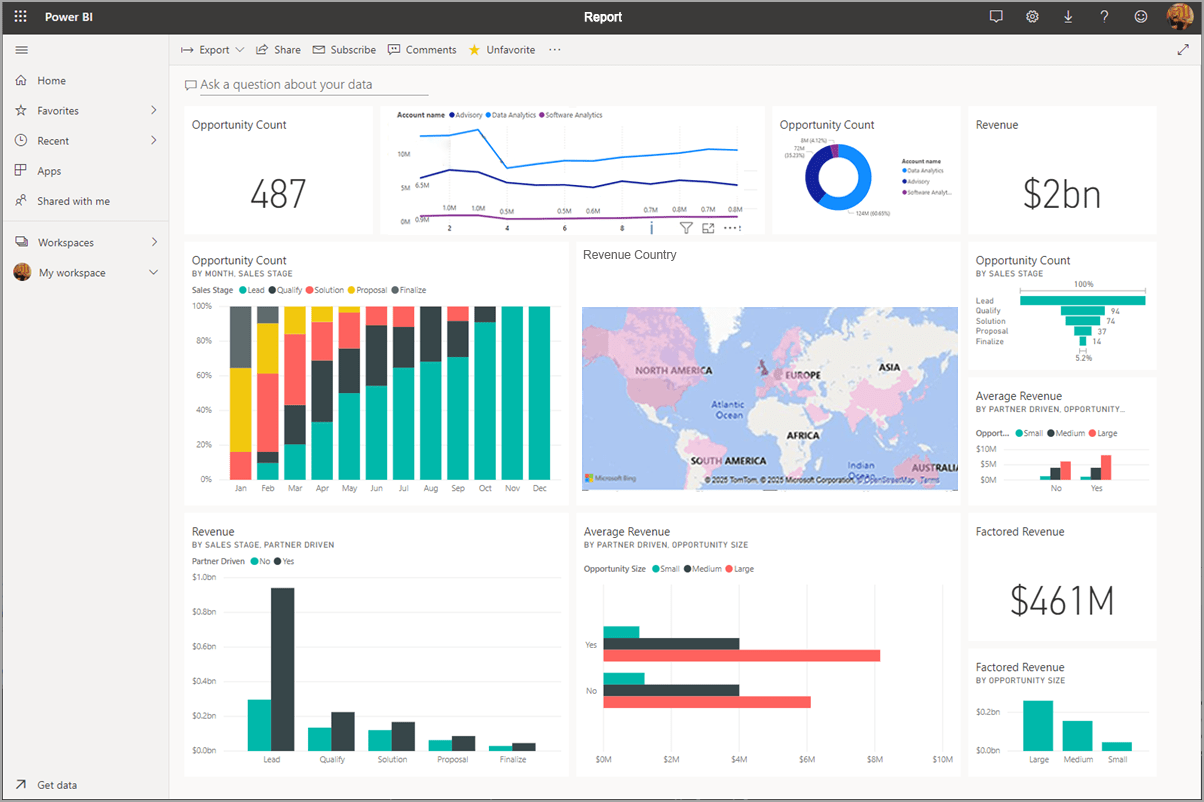 Power BI
Report
Export
Share
Subscribe
Comments
Unfavorite
Home
Favorites
Recent
Apps
Shared with me
Workspaces
My workspace
Get data
Ask a question about your data
Opportunity Count
487
Account name Advisory Data Analytics Software Analytics
10M
5M
0M
6.5M
0.9M
1.0M 1.0M 0.5M 0.5M 0.6M 0.7M 0.8M 0.7M 0.8M
2 4 6 8
Opportunity Count
8M (4.12%)
72M
(35.23%)
124M (60.65%)
Account name
Data Analytics
Advisory
Software Analyt...
Revenue
$2bn
Opportunity Count
BY MONTH, SALES STAGE
Sales Stage Lead Qualify Solution Proposal Finalize
100%
80%
60%
40%
20%
0%
Jan Feb Mar Apr May Jun Jul Aug Sep Oct Nov Dec
Revenue Country
NORTH AMERICA
EUROPE
ASIA
Atlantic
Ocean
AFRICA
SOUTH AMERICA
Indian
Ocean
AUSTRALIA
Microsoft Bing
© 2025 TomTom, © 2025 Microsoft Corporation, © OpenStreetMap Terms
Opportunity Count
BY SALES STAGE
100%
Lead
Qualify 94
Solution 74
Proposal 37
Finalize 14
5.2%
Average Revenue
BY PARTNER DRIVEN, OPPORTUNITY...
Opport... Small Medium Large
$10M
$5M
$0M
No Yes
Revenue
BY SALES STAGE, PARTNER DRIVEN
Partner Driven No Yes
$1.0bn
$0.8bn
$0.6bn
$0.4bn
$0.2bn
$0.0bn
Lead Qualify Solution Proposal Finalize
Average Revenue
BY PARTNER DRIVEN, OPPORTUNITY SIZE
Opportunity Size Small Medium Large
Yes
No
$0M $2M $4M $6M $8M $10M
Factored Revenue
$461M
Factored Revenue
BY OPPORTUNITY SIZE
$0.2bn
$0.0bn
Large Medium Small